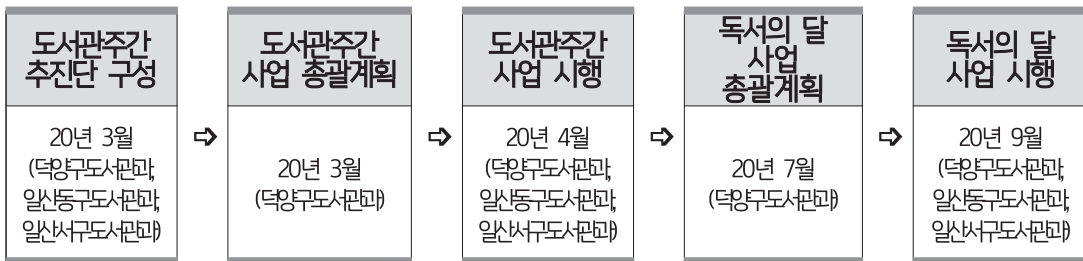 도서관주간
추진단 구성
20년 3월
(덕양구도서관과,
일산동구도서관과,
일산서구도서관과)
⇨
도서관주간
사업 총괄계획
20년 3월
(덕양구도서관과)
⇨
도서관주간
사업 시행
20년 4월
(덕양구도서관과,
일산동구도서관과,
일산서구도서관과)
⇨
독서의 달
사업
총괄계획
20년 7월
(덕양구도서관과)
⇨
독서의 달
사업 시행
20년 9월
(덕양구도서관과,
일산동구도서관과,
일산서구도서관과)